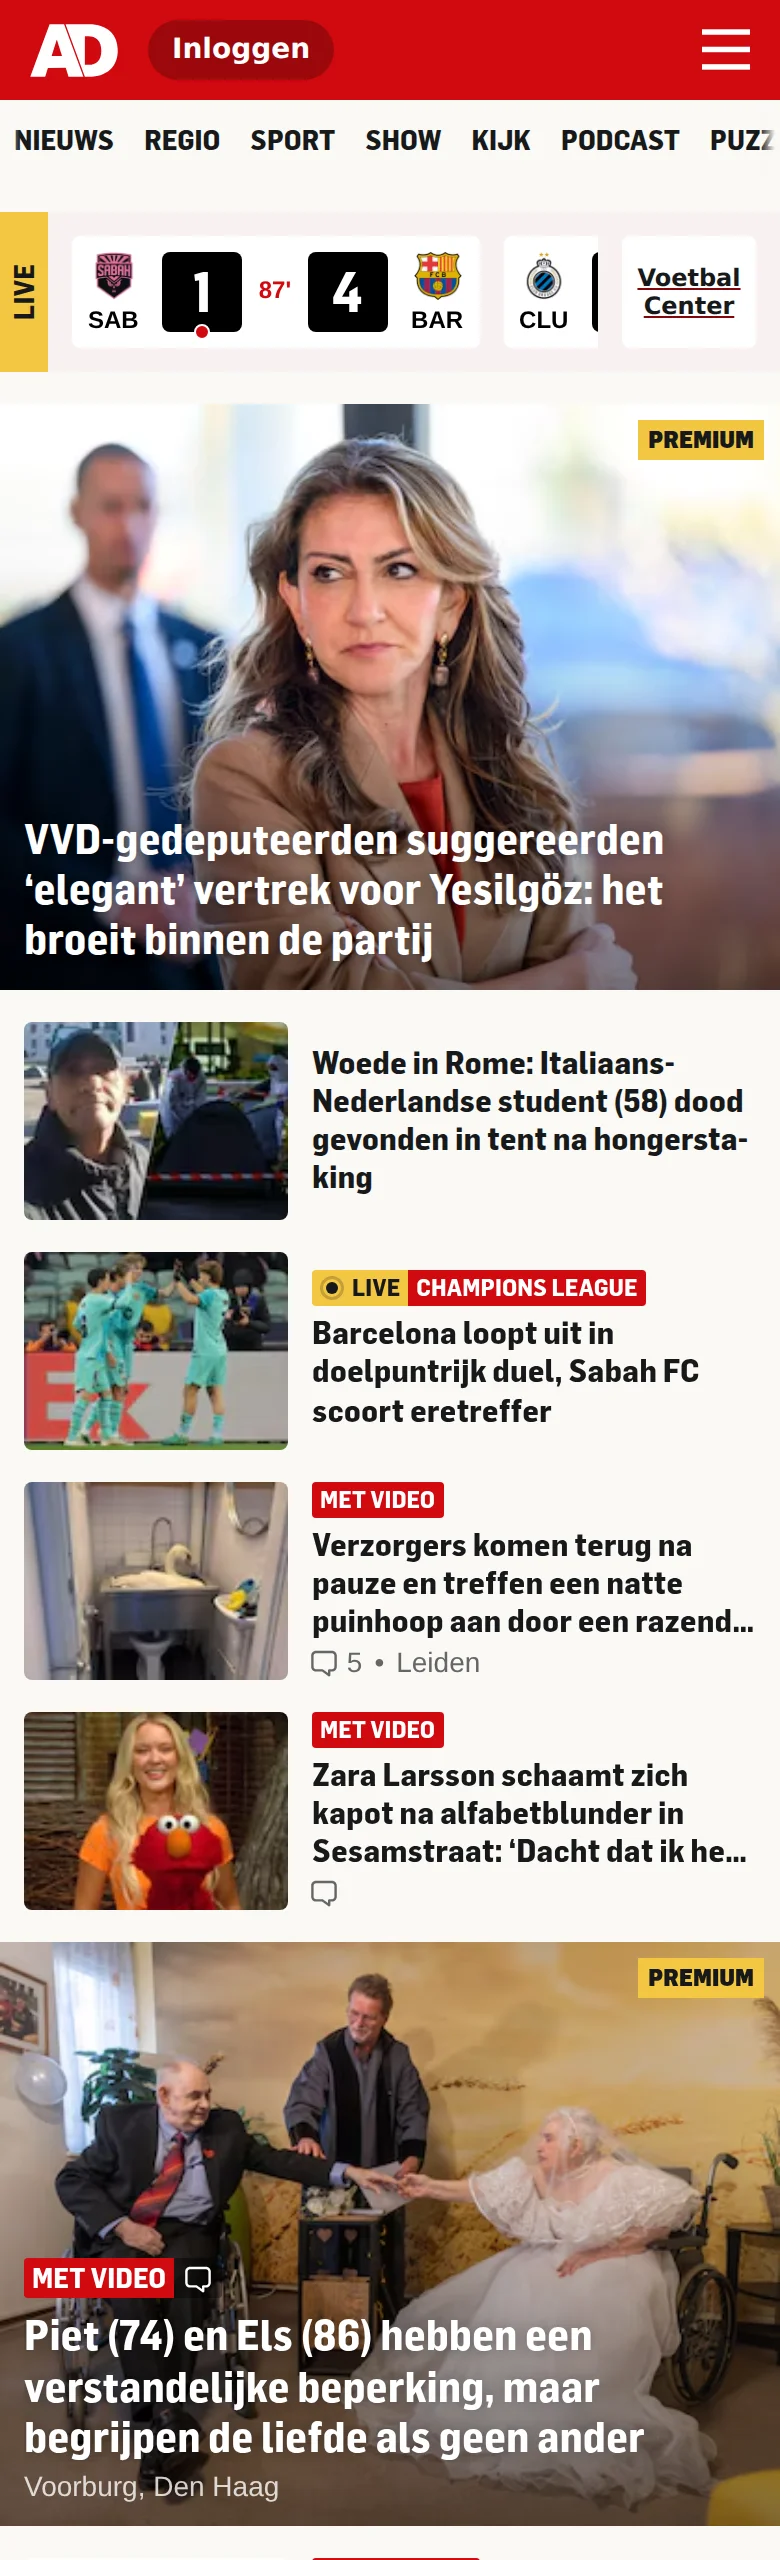 AD
Inloggen
NIEUWS REGIO SPORT SHOW KIJK PODCAST PUZZ
LIVE
SABAH
SAB
1
87'
4
FCB
BAR
CLU
Voetbal
Center
PREMIUM
VVD-gedeputeerden suggereerden
‘elegant’ vertrek voor Yesilgöz: het
broeit binnen de partij
Woede in Rome: Italiaans-
Nederlandse student (58) dood
gevonden in tent na hongersta-
king
LIVE CHAMPIONS LEAGUE
Barcelona loopt uit in
doelpuntrijk duel, Sabah FC
scoort eretreffer
MET VIDEO
Verzorgers komen terug na
pauze en treffen een natte
puinhoop aan door een razend...
5 • Leiden
MET VIDEO
Zara Larsson schaamt zich
kapot na alfabetblunder in
Sesamstraat: ‘Dacht dat ik he...
PREMIUM
MET VIDEO
Piet (74) en Els (86) hebben een
verstandelijke beperking, maar
begrijpen de liefde als geen ander
Voorburg, Den Haag